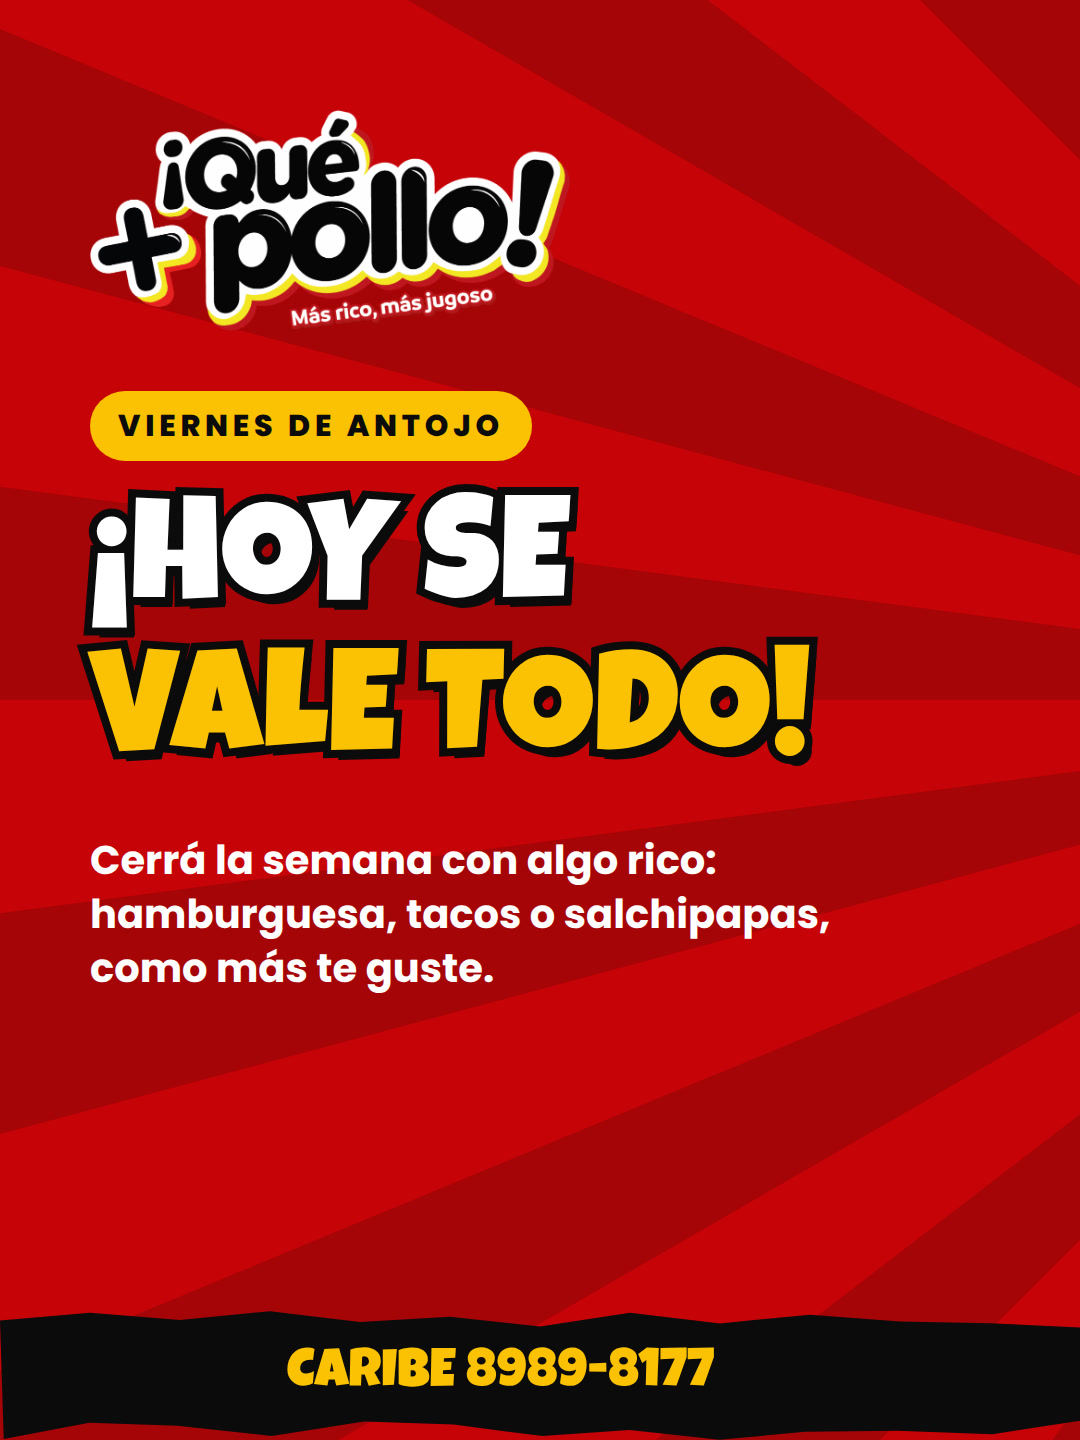 ¡Qué
+ pollo!
Más rico, más jugoso
VIERNES DE ANTOJO
¡HOY SE
VALE TODO!
Cerrá la semana con algo rico:
hamburguesa, tacos o salchipapas,
como más te guste.
CARIBE 8989-8177